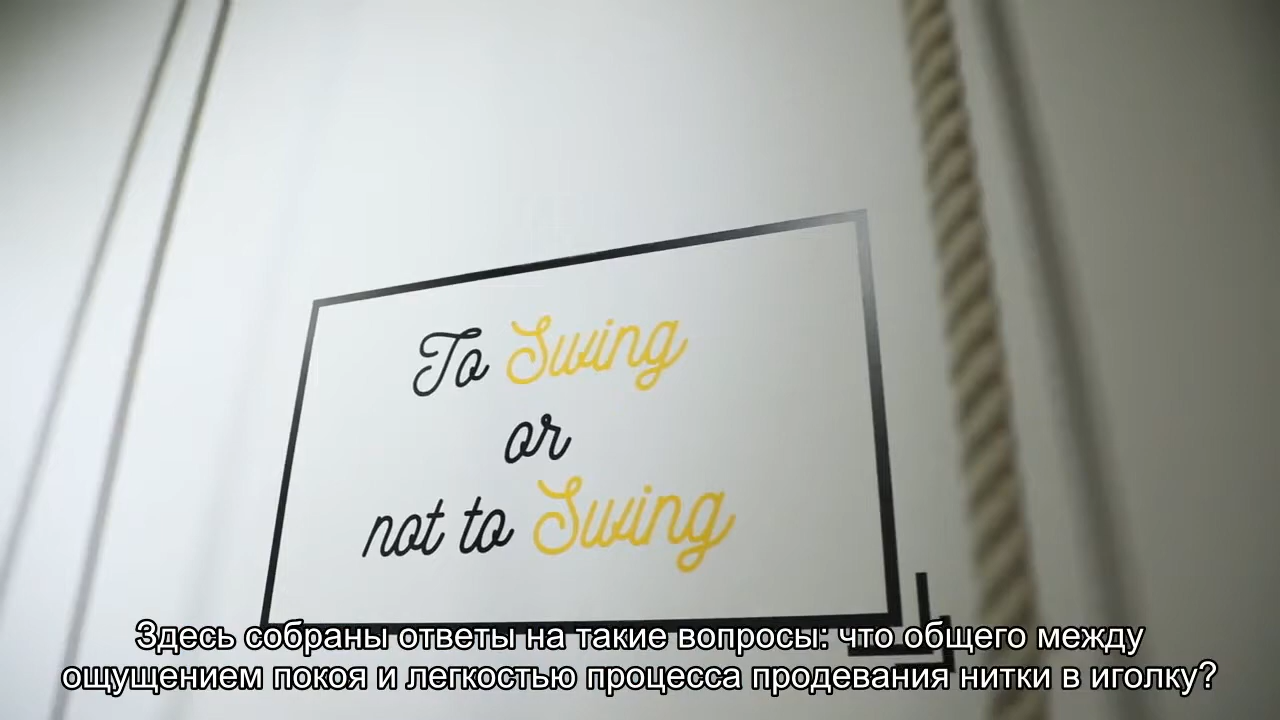 To Swing
or
not to Swing
Здесь собраны ответы на такие вопросы: что общего между
ощущением покоя и легкостью процесса продевания нитки в иголку?